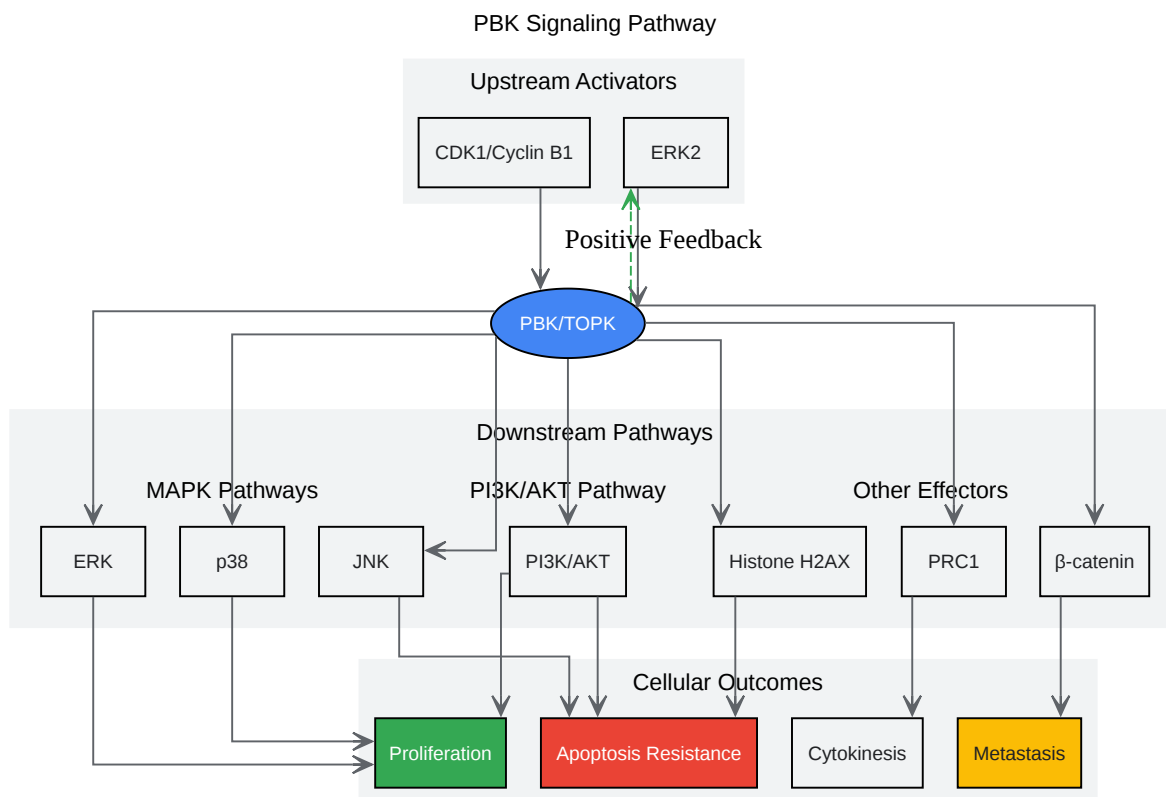 PBK Signaling Pathway
Upstream Activators
CDK1/Cyclin B1
ERK2
Positive Feedback
PBK/TOPK
Downstream Pathways
MAPK Pathways
PI3K/AKT Pathway
Other Effectors
ERK
p38
JNK
PI3K/AKT
Histone H2AX
PRC1
β-catenin
Cellular Outcomes
Proliferation
Apoptosis Resistance
Cytokinesis
Metastasis